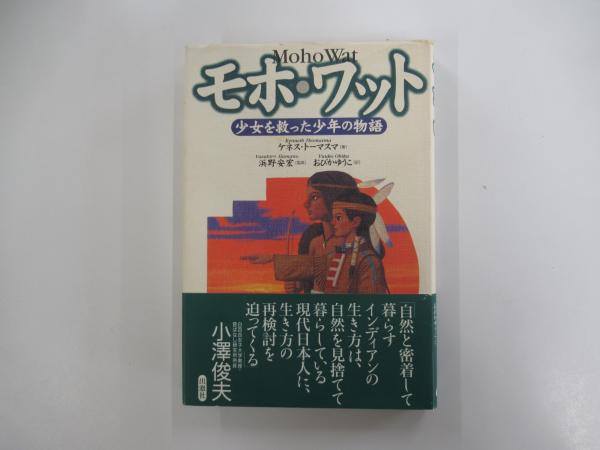 Moho Wat
モホ・ワット
少女を救った少年の物語
Kenneth Thomasma
ケネス・トーマスマ〔著〕
浜野安宏〔監訳〕
おびかゆうこ〔訳〕
「自然と密着して
暮らす
インディアンの
生き方は、
自然を見捨てて
暮らしている
現代日本人に、
生き方の
再検討を
迫ってくる
小澤俊夫
出窓社